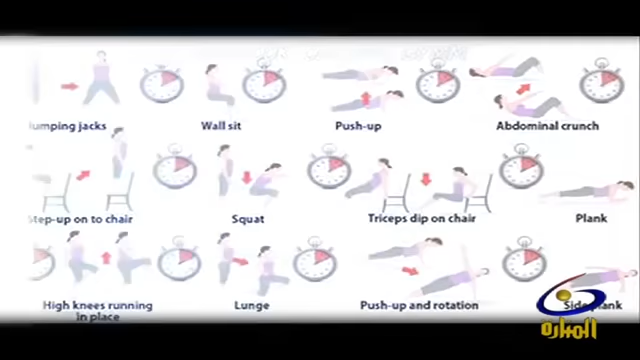 Jumping jacks
Wall sit
Push-up
Abdominal crunch
Step-up on to chair
Squat
Triceps dip on chair
Plank
High knees running
in place
Lunge
Push-up and rotation
Side plank
المنارة